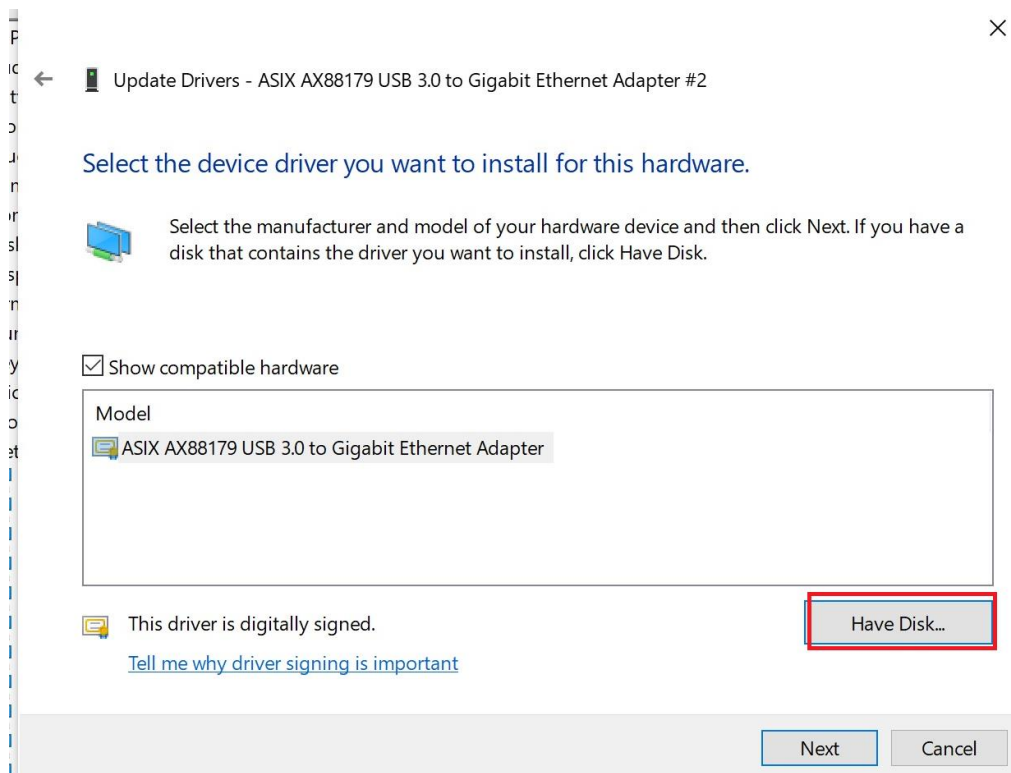 Update Drivers - ASIX AX88179 USB 3.0 to Gigabit Ethernet Adapter #2
Select the device driver you want to install for this hardware.
Select the manufacturer and model of your hardware device and then click Next. If you have a
disk that contains the driver you want to install, click Have Disk.
Show compatible hardware
Model
ASIX AX88179 USB 3.0 to Gigabit Ethernet Adapter
This driver is digitally signed.
Have Disk...
Tell me why driver signing is important
Next
Cancel